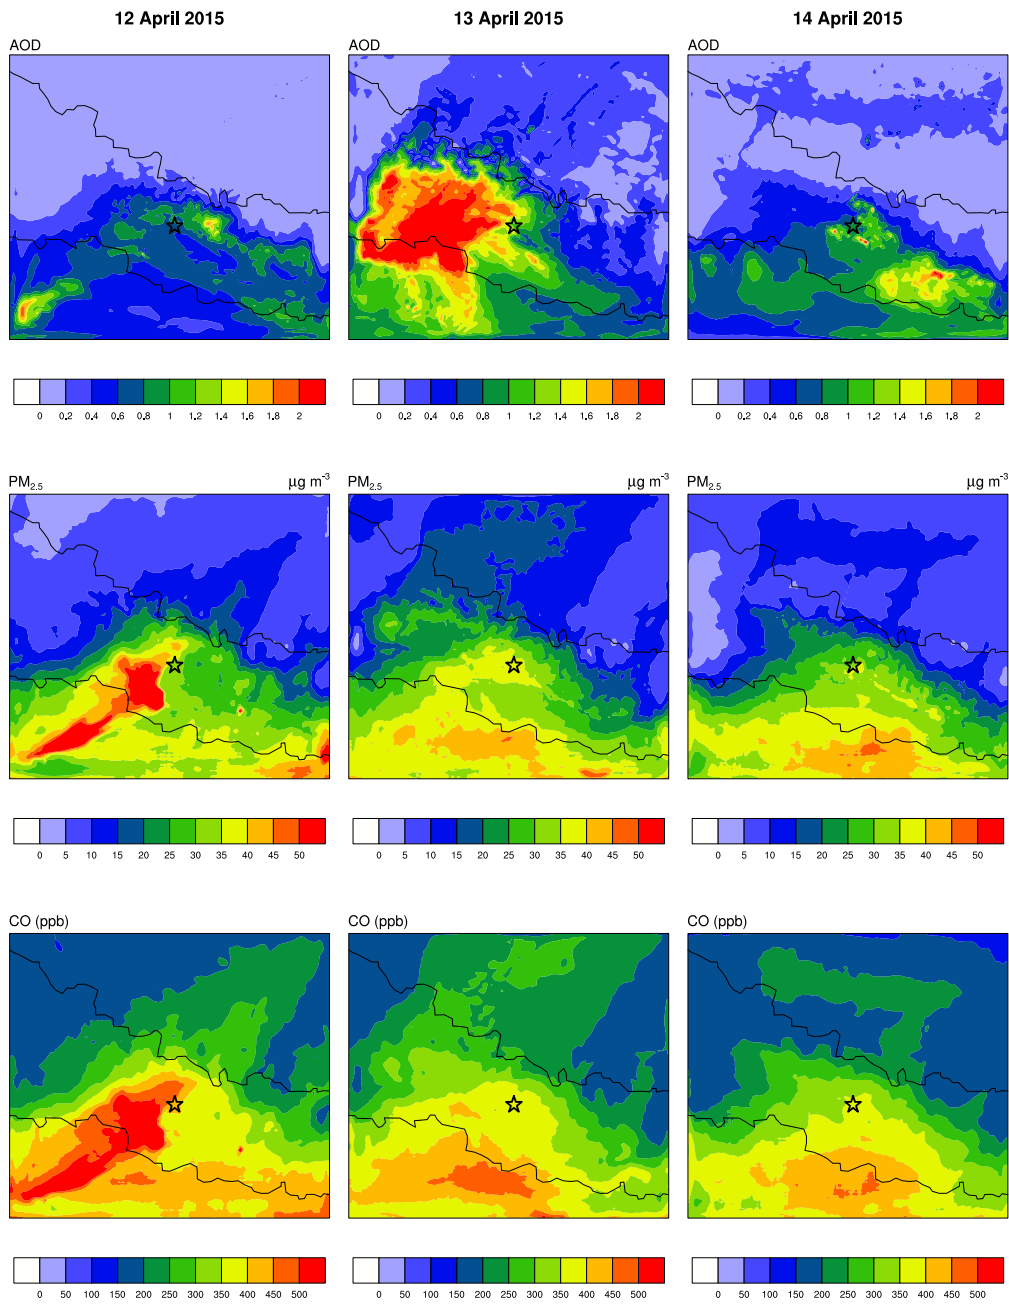 12 April 2015 13 April 2015 14 April 2015
AOD AOD AOD
0 0.2 0.4 0.6 0.8 1 1.2 1.4 1.6 1.8 2 0 0.2 0.4 0.6 0.8 1 1.2 1.4 1.6 1.8 2 0 0.2 0.4 0.6 0.8 1 1.2 1.4 1.6 1.8 2
PM2.5 μg m-3 PM2.5 μg m-3 PM2.5 μg m-3
0 5 10 15 20 25 30 35 40 45 50 0 5 10 15 20 25 30 35 40 45 50 0 5 10 15 20 25 30 35 40 45 50
CO (ppb) CO (ppb) CO (ppb)
0 50 100 150 200 250 300 350 400 450 500 0 50 100 150 200 250 300 350 400 450 500 0 50 100 150 200 250 300 350 400 450 500